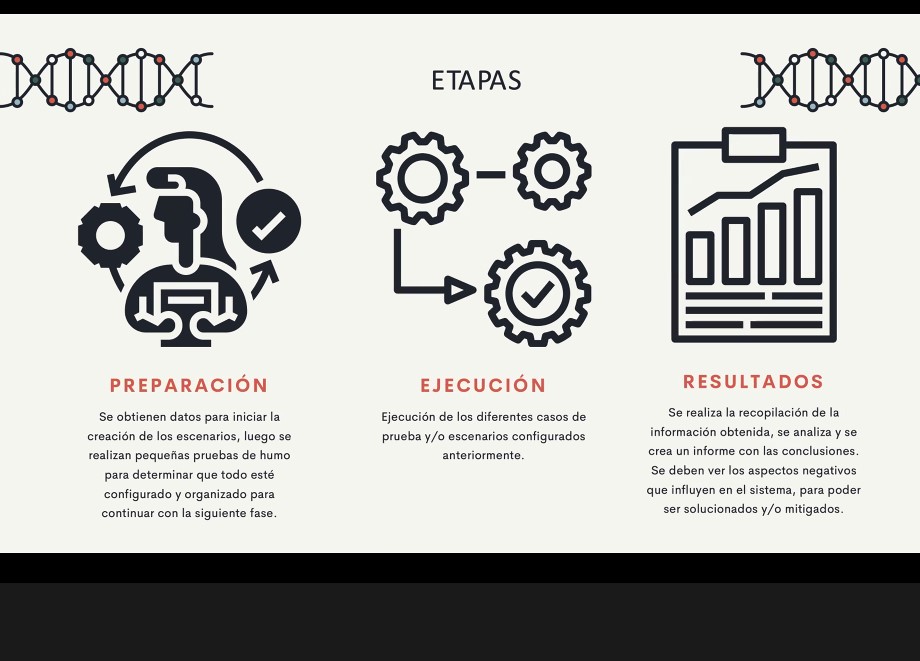 ETAPAS
PREPARACIÓN
Se obtienen datos para iniciar la
creación de los escenarios, luego se
realizan pequeñas pruebas de humo
para determinar que todo esté
configurado y organizado para
continuar con la siguiente fase.
EJECUCIÓN
Ejecución de los diferentes casos de
prueba y/o escenarios configurados
anteriormente.
RESULTADOS
Se realiza la recopilación de la
información obtenida, se analiza y se
crea un informe con las conclusiones.
Se deben ver los aspectos negativos
que influyen en el sistema, para poder
ser solucionados y/o mitigados.